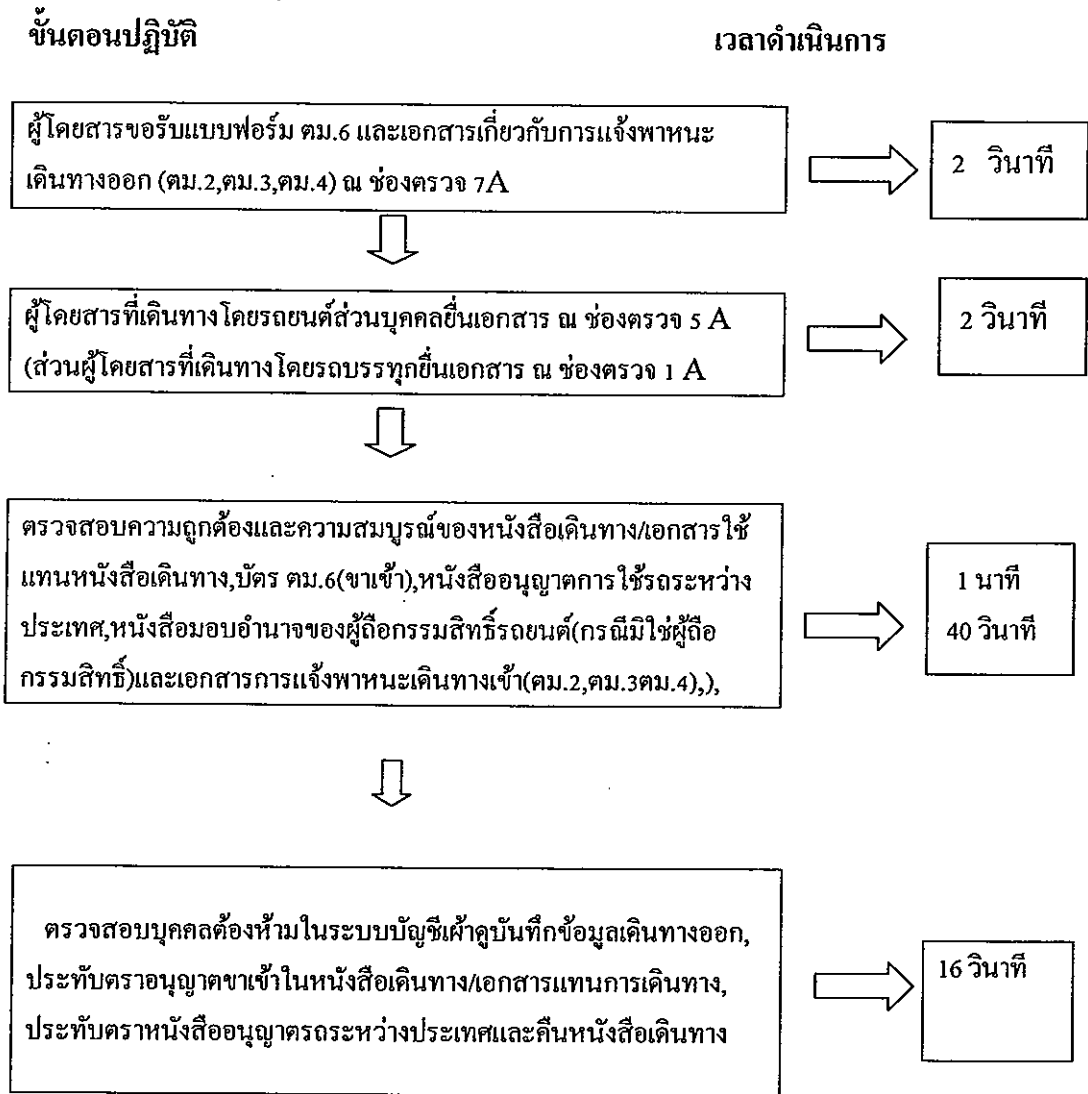 ขั้นตอนปฏิบัติ
เวลาดำเนินการ
ผู้โดยสารขอรับแบบฟอร์ม ตม.6 และเอกสารเกี่ยวกับการแจ้งพาหนะ
เดินทางออก (ตม.2,ตม.3,ตม.4) ณ ช่องตรวจ 7A
2 วินาที
ผู้โดยสารที่เดินทางโดยรถยนต์ส่วนบุคคลยื่นเอกสาร ณ ช่องตรวจ 5 A
(ส่วนผู้โดยสารที่เดินทางโดยรถบรรทุกยื่นเอกสาร ณ ช่องตรวจ 1 A
2 วินาที
ตรวจสอบความถูกต้องและความสมบูรณ์ของหนังสือเดินทาง/เอกสารใช้
แทนหนังสือเดินทาง,บัตร ตม.6(ขาเข้า),หนังสืออนุญาตการใช้รถระหว่าง
ประเทศ,หนังสือมอบอำนาจของผู้ถือกรรมสิทธิ์รถยนต์(กรณีมิใช่ผู้ถือ
กรรมสิทธิ์)และเอกสารการแจ้งพาหนะเดินทางเข้า(ตม.2,ตม.3ตม.4),),
1 นาที
40 วินาที
ตรวจสอบบุคคลต้องห้ามในระบบบัญชีเฝ้าดูบันทึกข้อมูลเดินทางออก,
ประทับตราอนุญาตขาเข้าในหนังสือเดินทาง/เอกสารแทนการเดินทาง,
ประทับตราหนังสืออนุญาตรถระหว่างประเทศและคืนหนังสือเดินทาง
16 วินาที